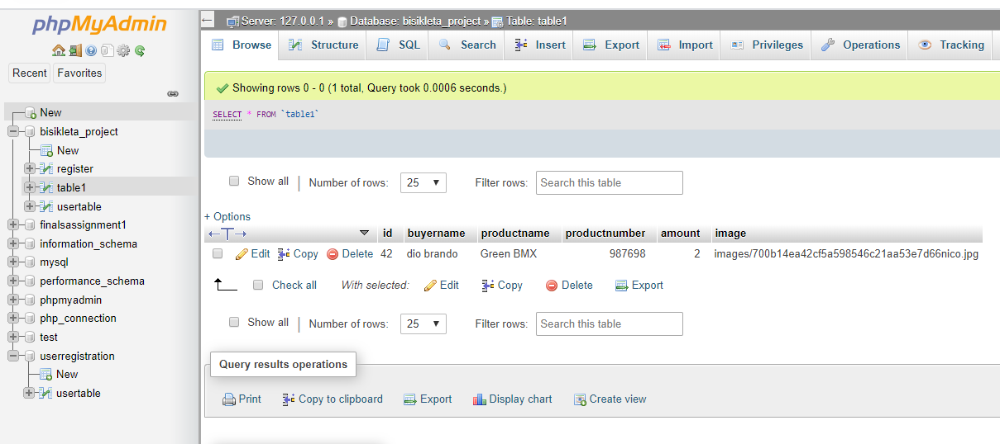 phpMyAdmin
Recent Favorites
New
bisikleta_project
New
register
table1
usertable
finalsassignment1
information_schema
mysql
performance_schema
phpmyadmin
php_connection
test
userregistration
New
usertable
Server: 127.0.0.1 » Database: bisikleta_project » Table: table1
Browse Structure SQL Search Insert Export Import Privileges Operations Tracking
Showing rows 0 - 0 (1 total, Query took 0.0006 seconds.)
SELECT * FROM `table1`
Show all | Number of rows: 25 Filter rows: Search this table
+ Options
←T→ id buyername productname productnumber amount image
Edit Copy Delete 42 dio brando Green BMX 987698 2 images/700b14ea42cf5a598546c21aa53e7d66nico.jpg
Check all With selected: Edit Copy Delete Export
Show all | Number of rows: 25 Filter rows: Search this table
Query results operations
Print Copy to clipboard Export Display chart Create view